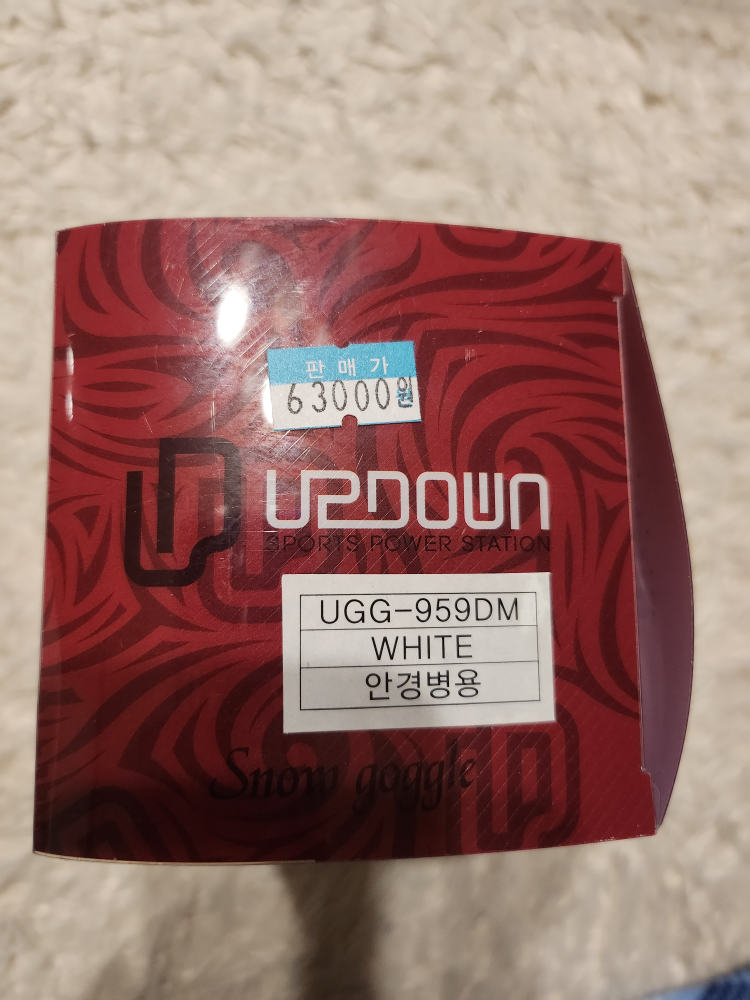 판매가
63000원
UPDOWN
SPORTS POWER STATION
UGG-959DM
WHITE
안경병용
Snow goggle